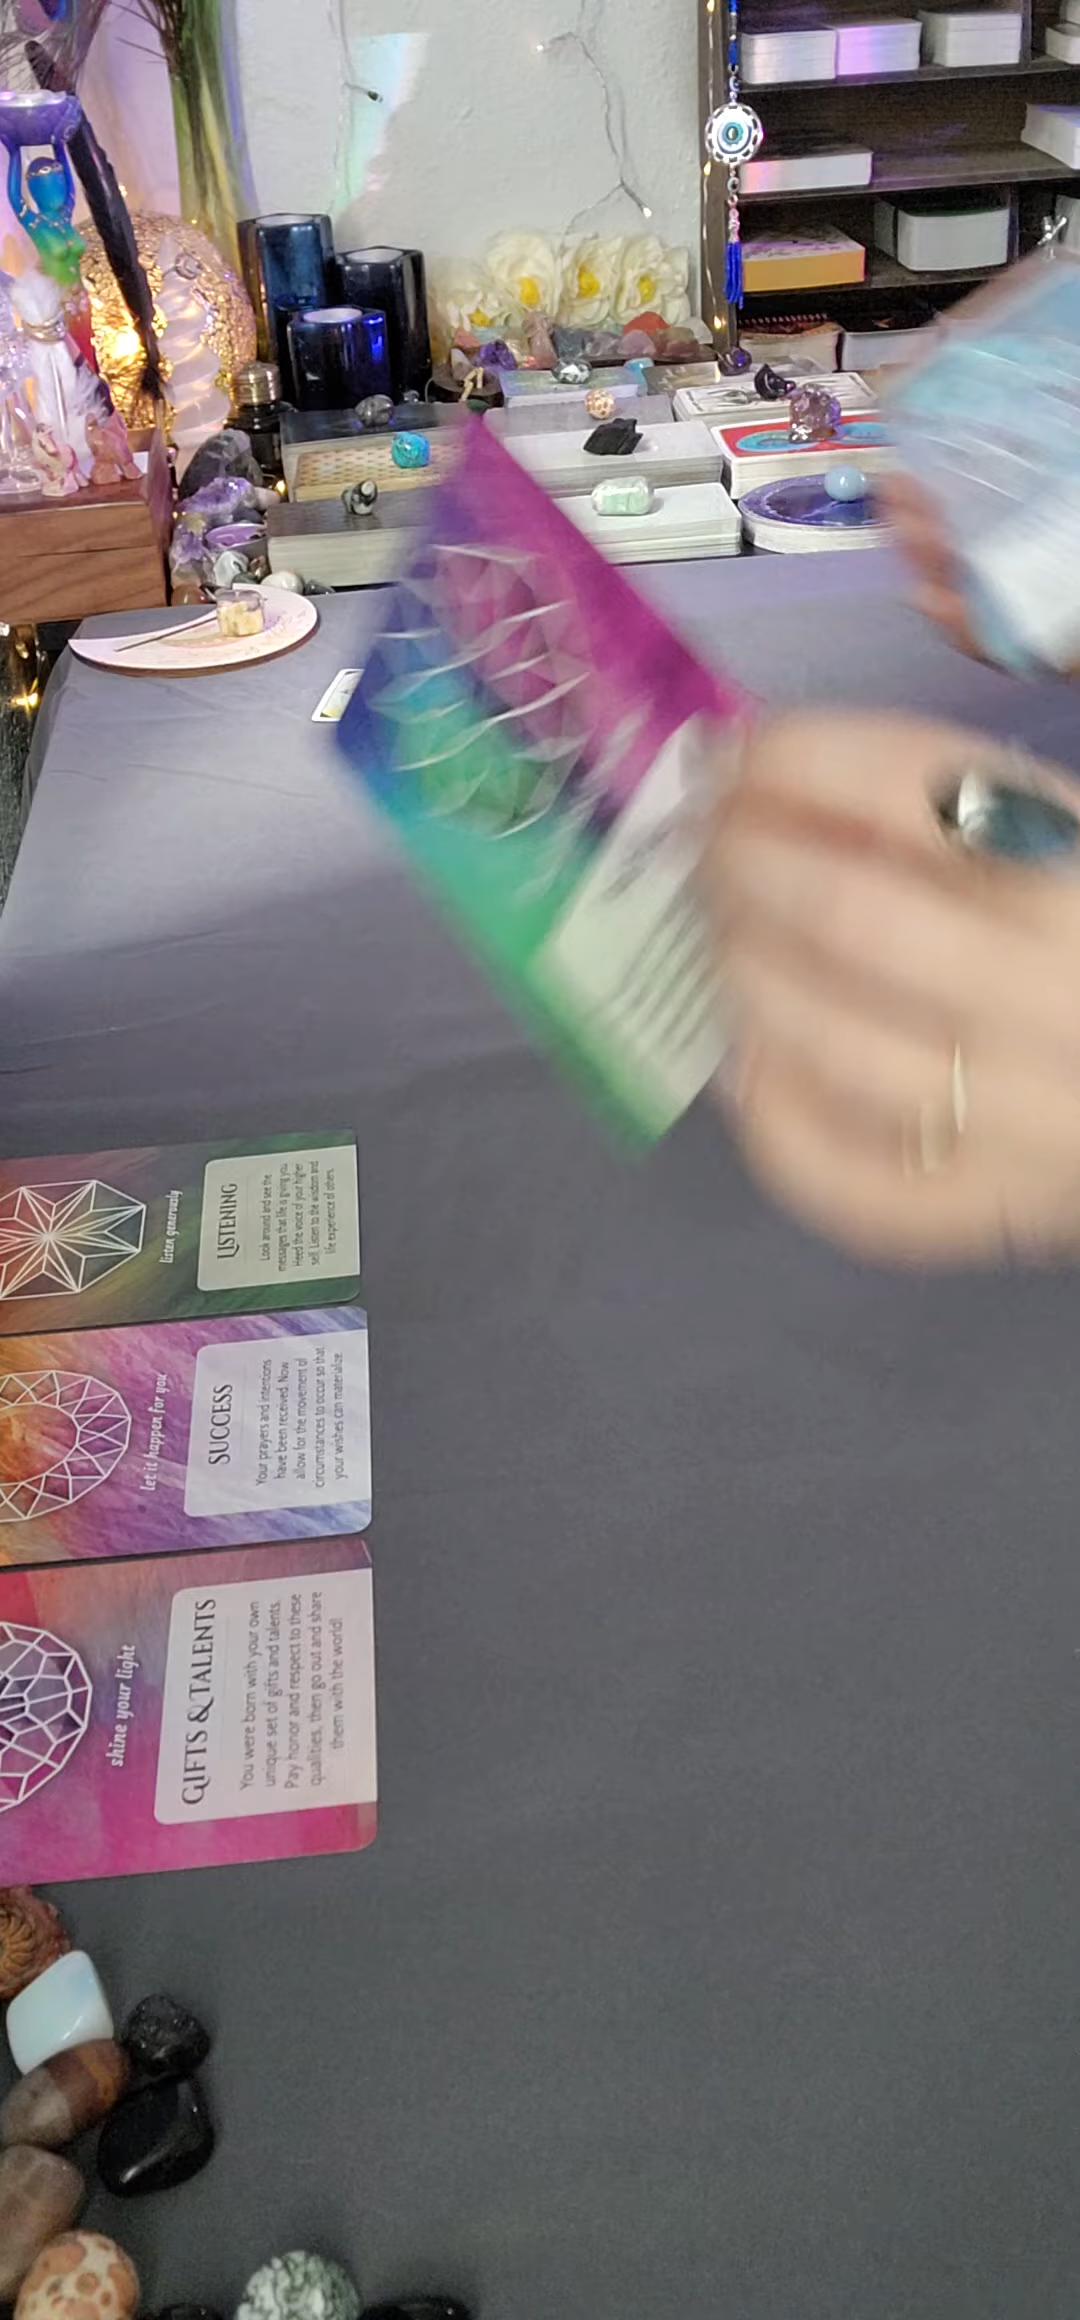 listen generously
LISTENING
Look around and see the
messages that life is giving you.
Heed the voice of your higher
self. Listen to the wisdom and
life experience of others.
let it happen for you
SUCCESS
Your prayers and intentions
have been received. Now
allow for the movement of
circumstances to occur so that
your wishes can materialize.
shine your light
GIFTS & TALENTS
You were born with your own
unique set of gifts and talents.
Pay honor and respect to these
qualities, then go out and share
them with the world!